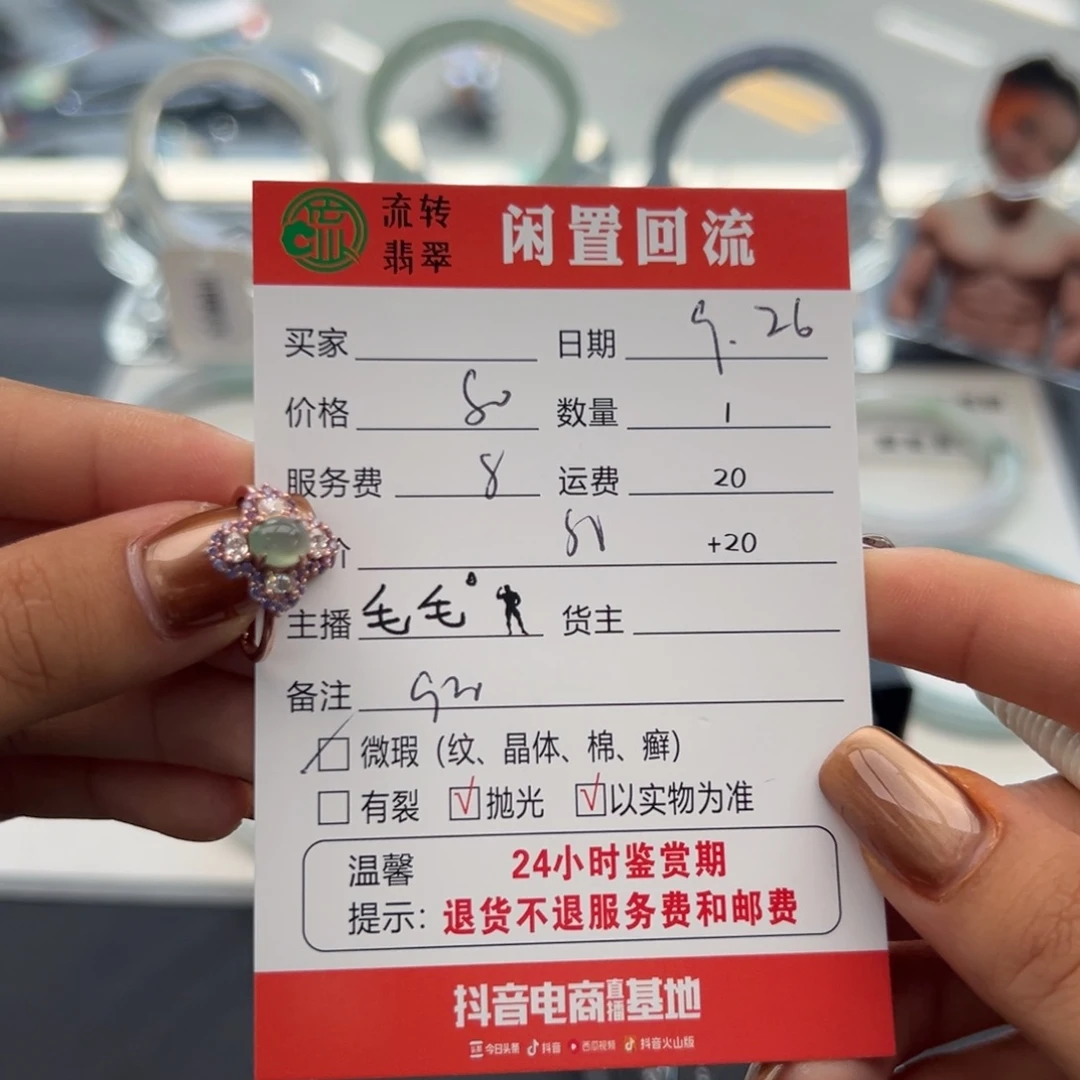 流转 翡翠 闲置回流
买家 日期 9.26
价格 80 数量 1
服务费 8 运费 20
价 88 +20
主播 毛毛 货主
备注 921
微瑕（纹、晶体、棉、癣）
有裂 √抛光 √以实物为准
温馨 24小时鉴赏期
提示：退货不退服务费和邮费
抖音电商直播基地
头条 今日头条 抖音 西瓜视频 抖音火山版